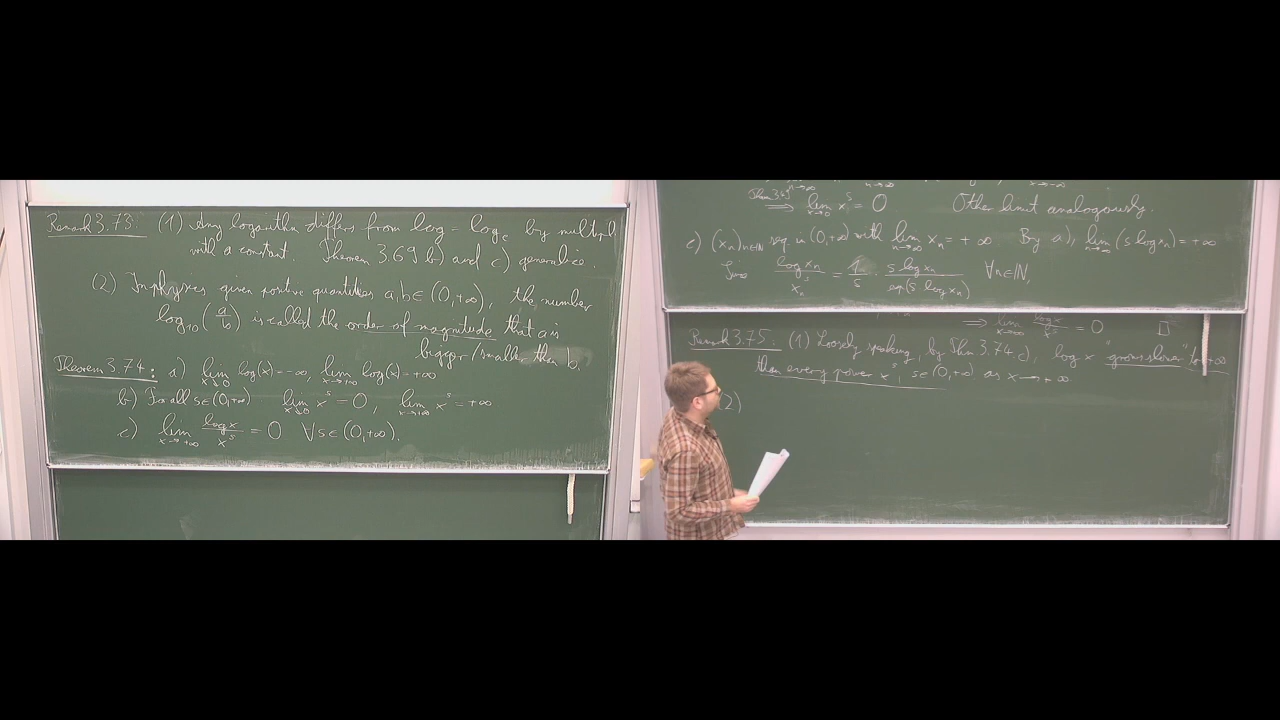 Remark 3.73: (1) Any logarithm differs from log = log_e by multipl.
with a constant. Theorem 3.69 b) and c) generalize.
(2) In physics given positive quantities a,b ∈ (0,+∞), the number
log₁₀(a/b) is called the order of magnitude that a is
bigger/smaller than b.
Theorem 3.74: a) lim_{x↘0} log(x) = -∞, lim_{x→+∞} log(x) = +∞
b) For all s ∈ (0,+∞): lim_{x↘0} x^s = 0, lim_{x→+∞} x^s = +∞
c) lim_{x→+∞} log x / x^s = 0 ∀s ∈ (0,+∞).
⟹ lim_{x↘0} x^s = 0 Other limit analogously.
c) (x_n)_{n∈ℕ} seq. in (0,+∞) with lim_{n→∞} x_n = +∞ By a), lim_{n→∞} (s log x_n) = +∞
log x_n / x_n^s = 1/s · s log x_n / exp(s log x_n) ∀n∈ℕ,
⟹ lim_{x→+∞} log x / x^s = 0 □
Remark 3.75: (1) Loosely speaking, by Thm 3.74 c), log x "grows slower" to +∞
than every power x^s, s ∈ (0,+∞) as x → +∞.
(2)